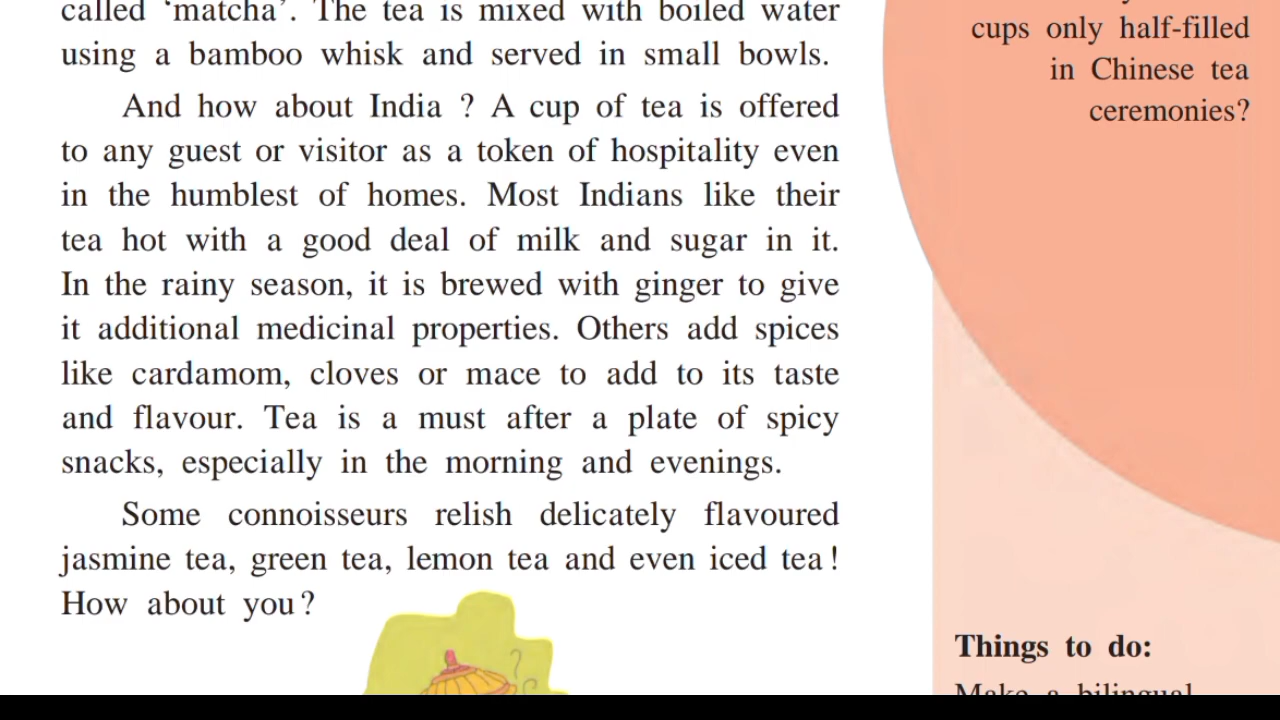 called ‘matcha’. The tea is mixed with boiled water
using a bamboo whisk and served in small bowls.
And how about India ? A cup of tea is offered
to any guest or visitor as a token of hospitality even
in the humblest of homes. Most Indians like their
tea hot with a good deal of milk and sugar in it.
In the rainy season, it is brewed with ginger to give
it additional medicinal properties. Others add spices
like cardamom, cloves or mace to add to its taste
and flavour. Tea is a must after a plate of spicy
snacks, especially in the morning and evenings.
Some connoisseurs relish delicately flavoured
jasmine tea, green tea, lemon tea and even iced tea !
How about you ?
cups only half-filled
in Chinese tea
ceremonies?
Things to do:
Make a bilingual